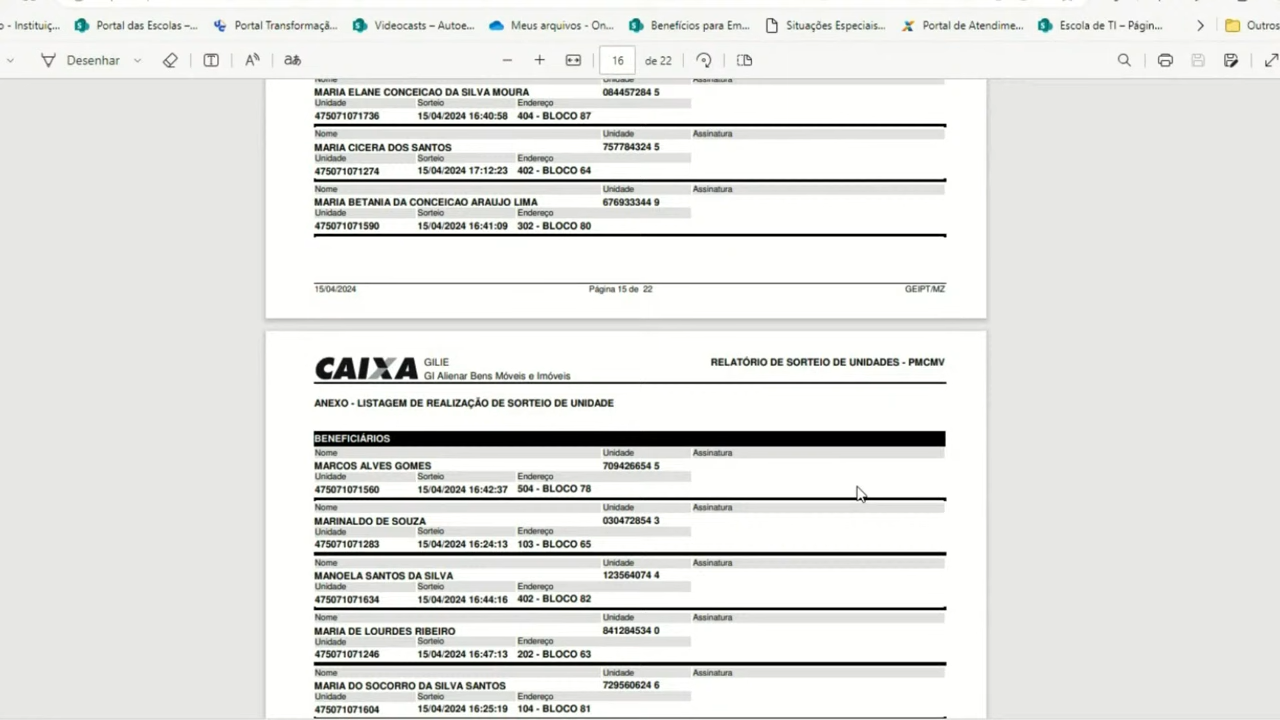 o - Instituiç... Portal das Escolas –... Portal Transformaçã... Videocasts – Autoe... Meus arquivos - On... Benefícios para Em... Situações Especiais... Portal de Atendime... Escola de TI – Págin... Outros
Desenhar A aあ 16 de 22
Nome Unidade Assinatura
MARIA ELANE CONCEICAO DA SILVA MOURA 084457284 5
Unidade Sorteio Endereço
475071071736 15/04/2024 16:40:58 404 - BLOCO 87
Nome Unidade Assinatura
MARIA CICERA DOS SANTOS 757784324 5
Unidade Sorteio Endereço
475071071274 15/04/2024 17:12:23 402 - BLOCO 64
Nome Unidade Assinatura
MARIA BETANIA DA CONCEICAO ARAUJO LIMA 676933344 9
Unidade Sorteio Endereço
475071071590 15/04/2024 16:41:09 302 - BLOCO 80
15/04/2024 Página 15 de 22 GEIPT/MZ
CAIXA GILIE RELATÓRIO DE SORTEIO DE UNIDADES - PMCMV
GI Alienar Bens Móveis e Imóveis
ANEXO - LISTAGEM DE REALIZAÇÃO DE SORTEIO DE UNIDADE
BENEFICIÁRIOS
Nome Unidade Assinatura
MARCOS ALVES GOMES 709426654 5
Unidade Sorteio Endereço
475071071560 15/04/2024 16:42:37 504 - BLOCO 78
Nome Unidade Assinatura
MARINALDO DE SOUZA 030472854 3
Unidade Sorteio Endereço
475071071283 15/04/2024 16:24:13 103 - BLOCO 65
Nome Unidade Assinatura
MANOELA SANTOS DA SILVA 123564074 4
Unidade Sorteio Endereço
475071071634 15/04/2024 16:44:16 402 - BLOCO 82
Nome Unidade Assinatura
MARIA DE LOURDES RIBEIRO 841284534 0
Unidade Sorteio Endereço
475071071246 15/04/2024 16:47:13 202 - BLOCO 63
Nome Unidade Assinatura
MARIA DO SOCORRO DA SILVA SANTOS 729560624 6
Unidade Sorteio Endereço
475071071604 15/04/2024 16:25:19 104 - BLOCO 81